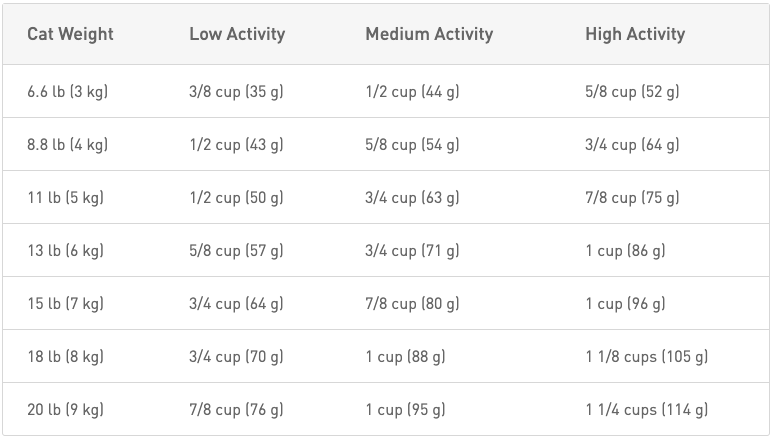 Cat Weight Low Activity Medium Activity High Activity
6.6 lb (3 kg) 3/8 cup (35 g) 1/2 cup (44 g) 5/8 cup (52 g)
8.8 lb (4 kg) 1/2 cup (43 g) 5/8 cup (54 g) 3/4 cup (64 g)
11 lb (5 kg) 1/2 cup (50 g) 3/4 cup (63 g) 7/8 cup (75 g)
13 lb (6 kg) 5/8 cup (57 g) 3/4 cup (71 g) 1 cup (86 g)
15 lb (7 kg) 3/4 cup (64 g) 7/8 cup (80 g) 1 cup (96 g)
18 lb (8 kg) 3/4 cup (70 g) 1 cup (88 g) 1 1/8 cups (105 g)
20 lb (9 kg) 7/8 cup (76 g) 1 cup (95 g) 1 1/4 cups (114 g)